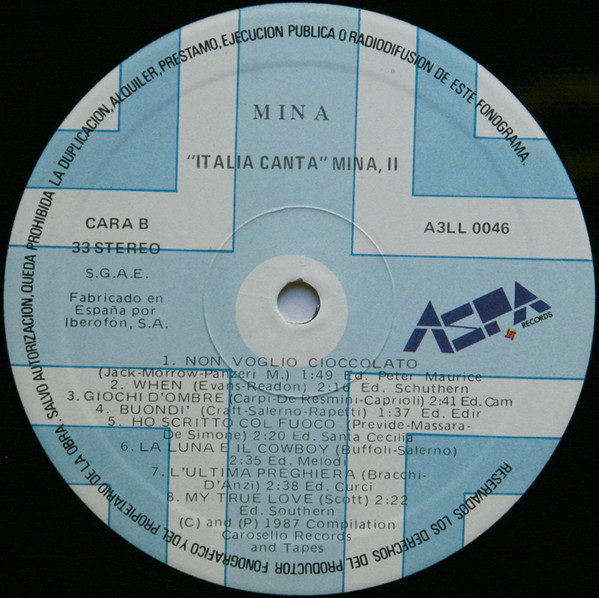 SALVO AUTORIZACION, QUEDA PROHIBIDA LA DUPLICACION, ALQUILER, PRESTAMO, EJECUCION PUBLICA O RADIODIFUSION DE ESTE FONOGRAMA.
MINA
"ITALIA CANTA" MINA, II
CARA B
33 STEREO
A3LL 0046
S.G.A.E.
Fabricado en
España por
Iberofon, S.A.
ASPA
RECORDS
1. NON VOGLIO CIOCCOLATO
(Jack-Morrow-Panzeri M.) 1:49 Ed. Peter Maurice
2. WHEN (Evans-Readon) 2:16 Ed. Schuthern
3. GIOCHI D'OMBRE (Carpi-De Resmini-Caprioli) 2:41 Ed. Cam
4. BUONDI' (Craft-Salerno-Rapetti) 1:37 Ed. Edir
5. HO SCRITTO COL FUOCO (Previde-Massara-
De Simone) 2:20 Ed. Santa Cecilia
6. LA LUNA E IL COWBOY (Buffoli-Salerno)
2:35 Ed. Melodi
7. L'ULTIMA PREGHIERA (Bracchi-
D'Anzi) 2:38 Ed. Curci
8. MY TRUE LOVE (Scott) 2:22
Ed. Southern
(C) and (P) 1987 Compilation
Carosello Records
and Tapes
RESERVADOS LOS DERECHOS DEL PRODUCTOR FONOGRAFICO Y DEL PROPIETARIO DE LA OBRA.